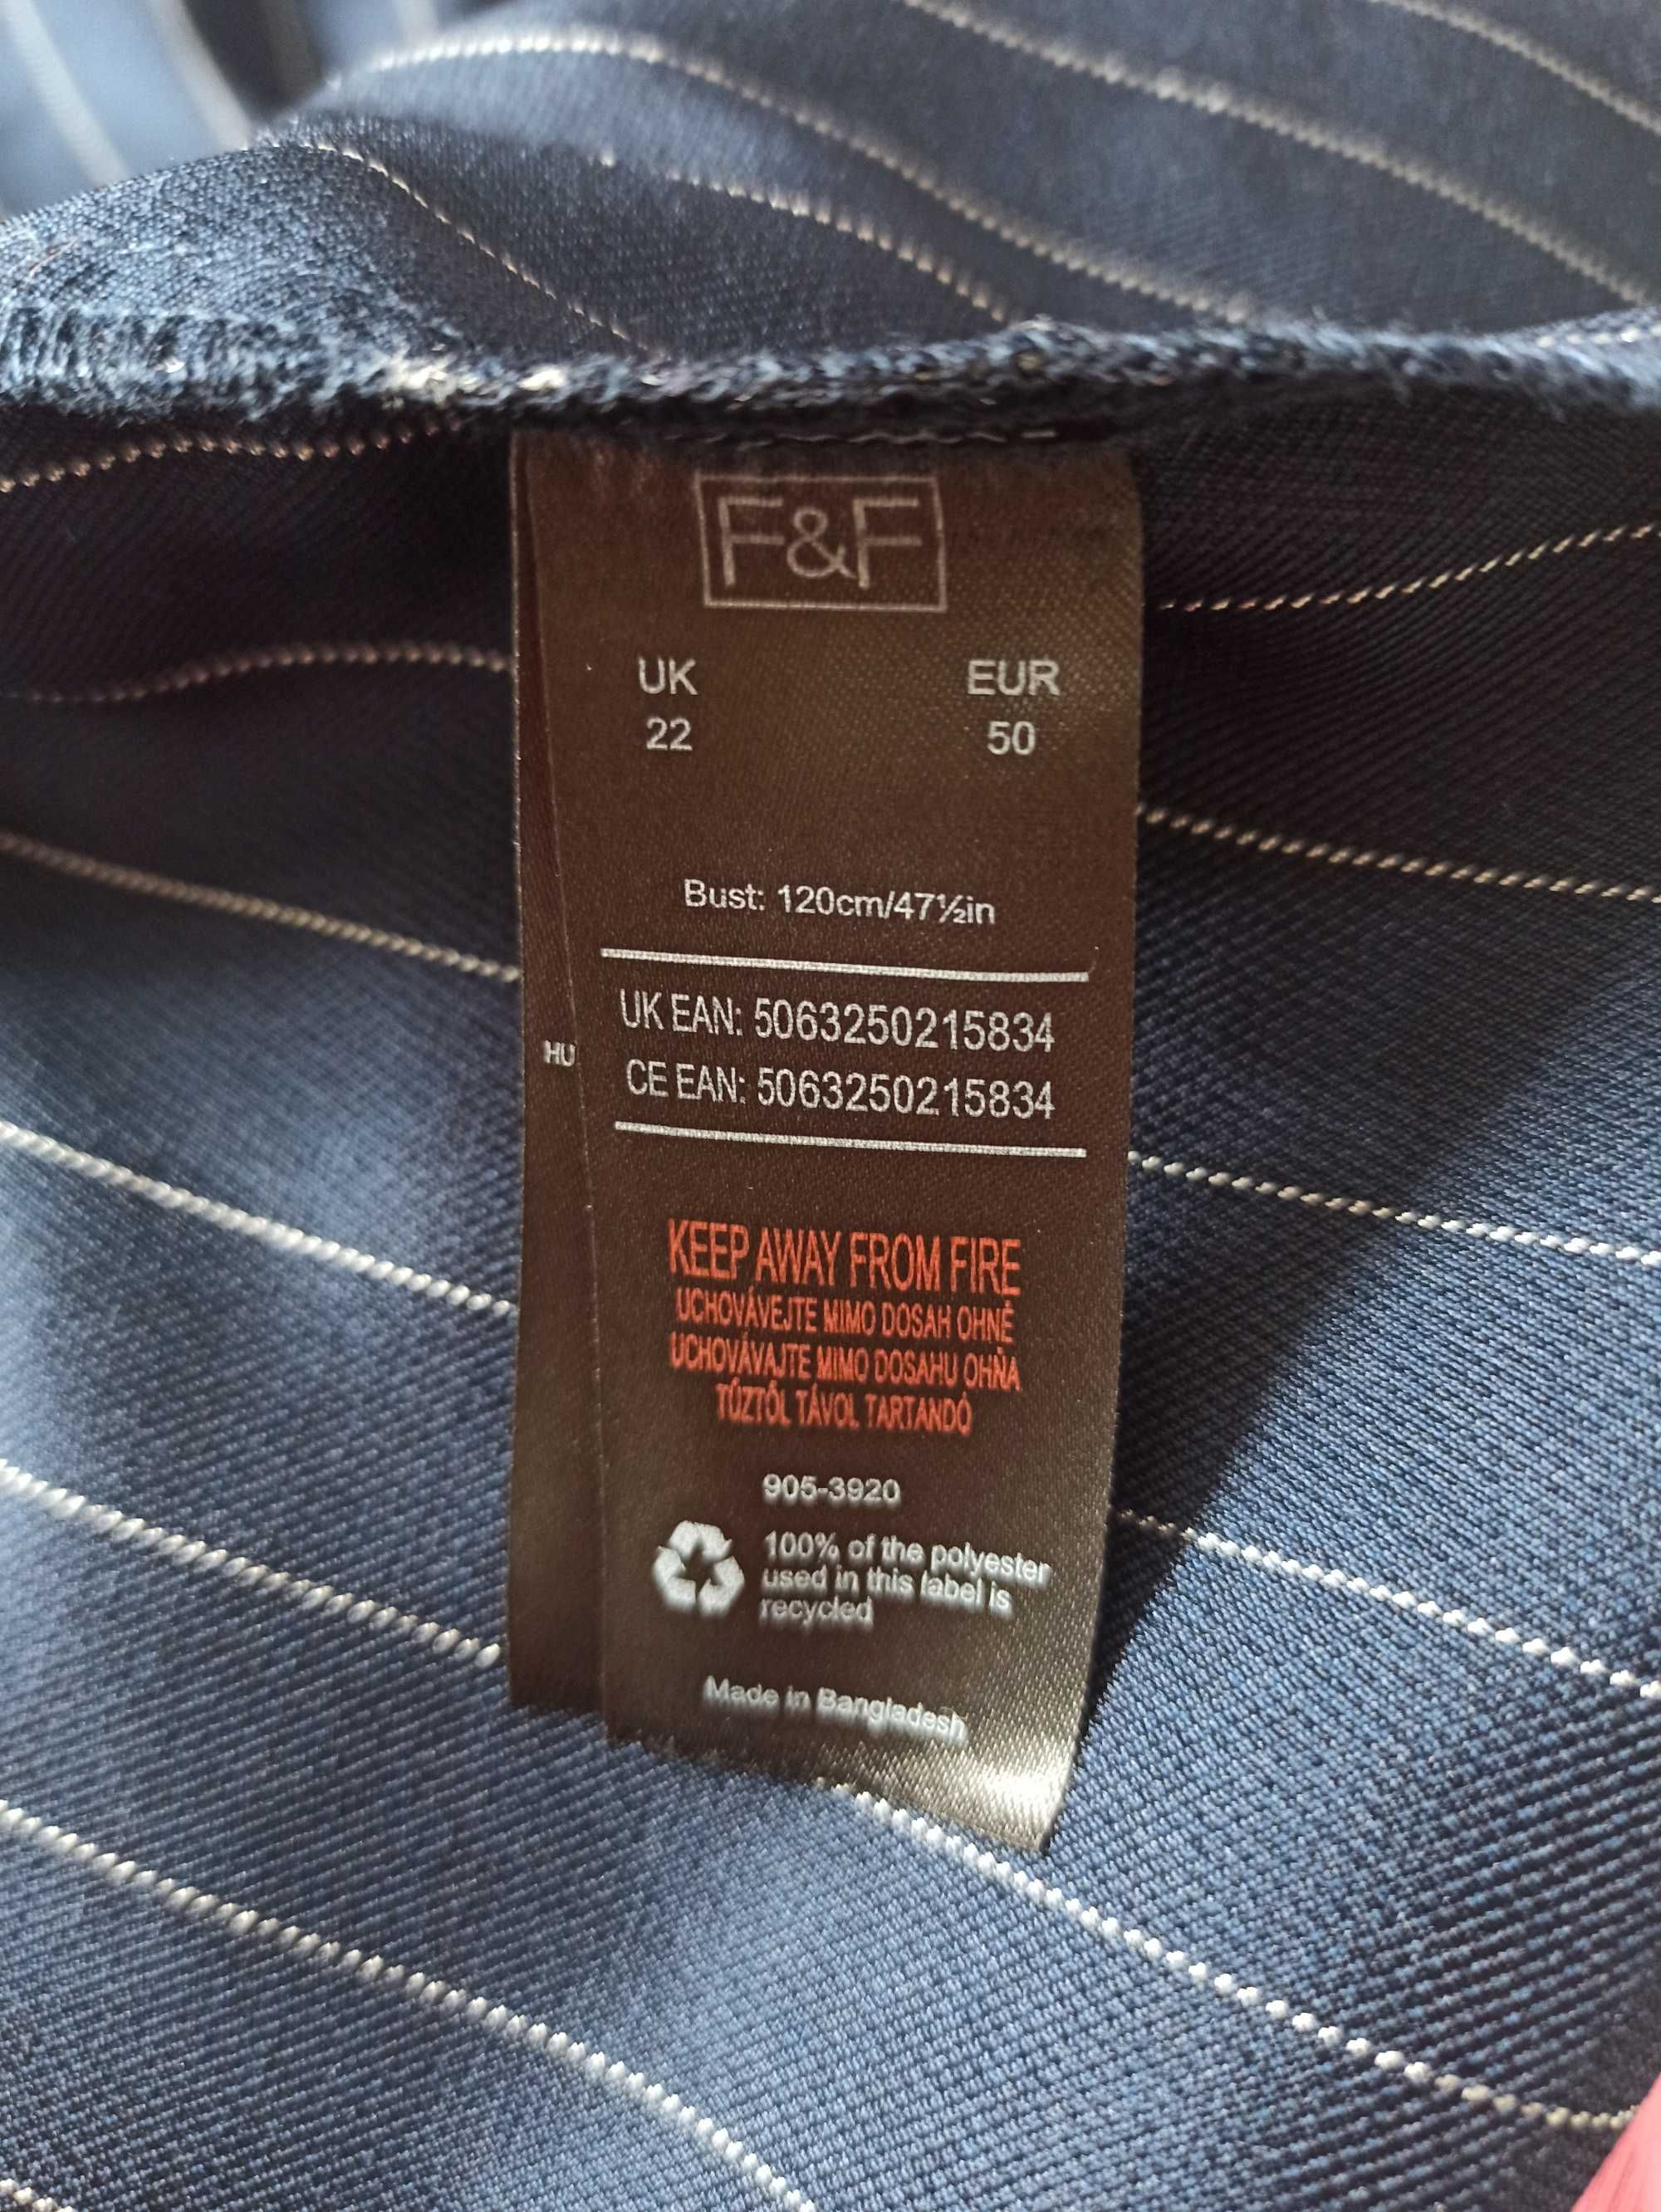 F&F
UK EUR
22 50
Bust: 120cm/47½in
UK EAN: 5063250215834
CE EAN: 5063250215834
HU
KEEP AWAY FROM FIRE
UCHOVÁVEJTE MIMO DOSAH OHNĚ
UCHOVÁVAJTE MIMO DOSAHU OHŇA
TŰZTŐL TÁVOL TARTANDÓ
905-3920
100% of the polyester
used in this label is
recycled
Made in Bangladesh